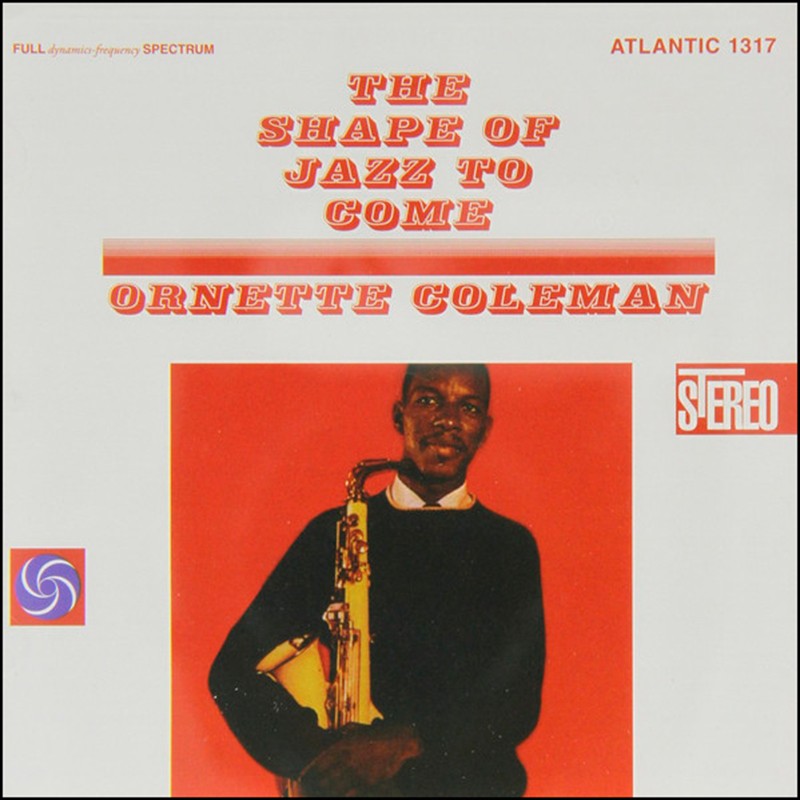 FULL dynamics-frequency SPECTRUM
ATLANTIC 1317
THE
SHAPE OF
JAZZ TO
COME
ORNETTE COLEMAN
STEREO